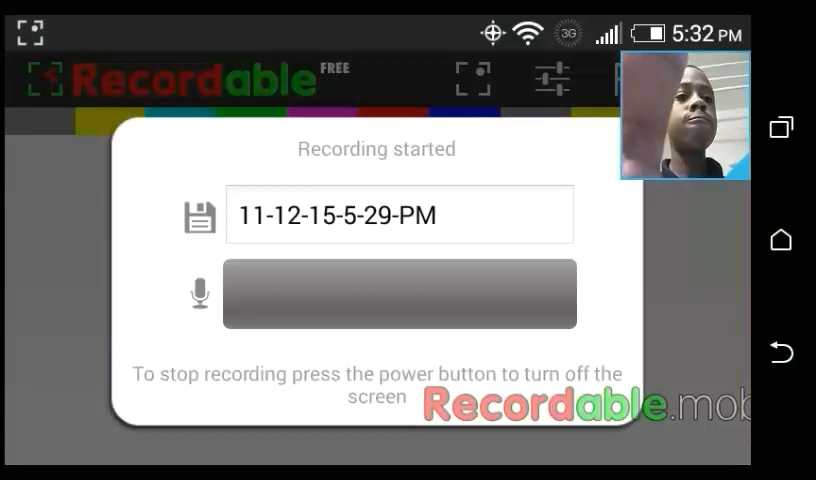 3G 5:32 PM
Recordable FREE
Recording started
11-12-15-5-29-PM
To stop recording press the power button to turn off the
screen
Recordable.mob